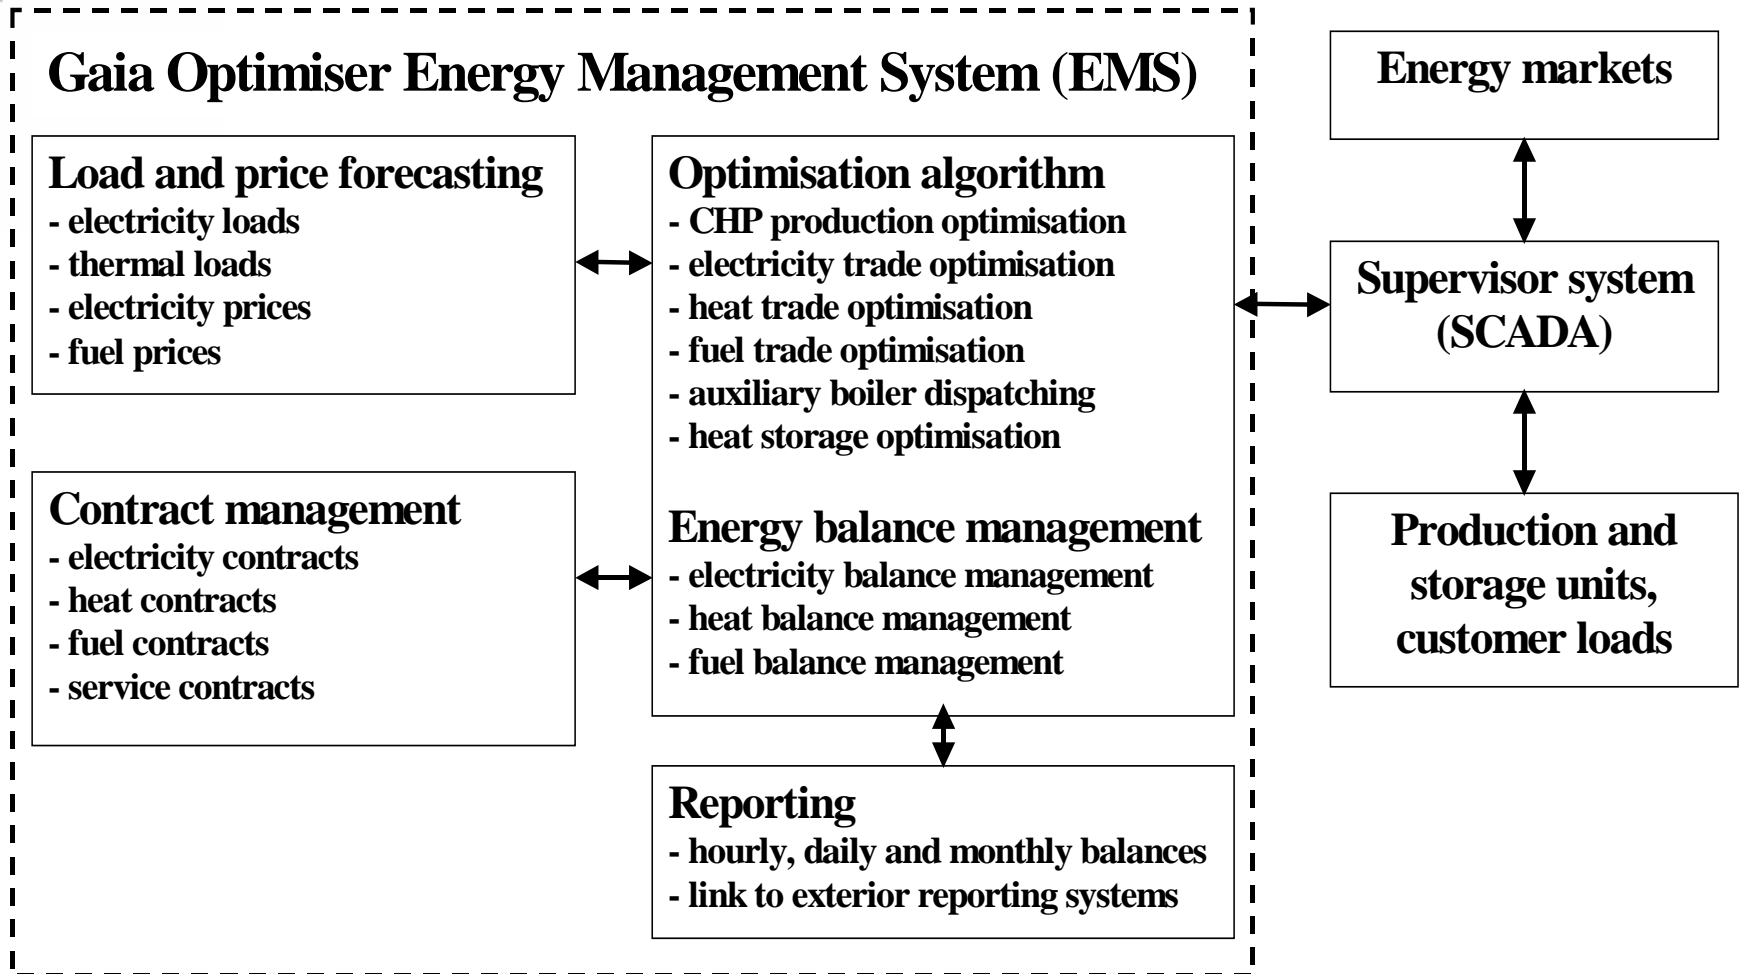 Gaia Optimiser Energy Management System (EMS)
Load and price forecasting
- electricity loads
- thermal loads
- electricity prices
- fuel prices
Contract management
- electricity contracts
- heat contracts
- fuel contracts
- service contracts
Optimisation algorithm
- CHP production optimisation
- electricity trade optimisation
- heat trade optimisation
- fuel trade optimisation
- auxiliary boiler dispatching
- heat storage optimisation
Energy balance management
- electricity balance management
- heat balance management
- fuel balance management
Reporting
- hourly, daily and monthly balances
- link to exterior reporting systems
Energy markets
Supervisor system
(SCADA)
Production and
storage units,
customer loads